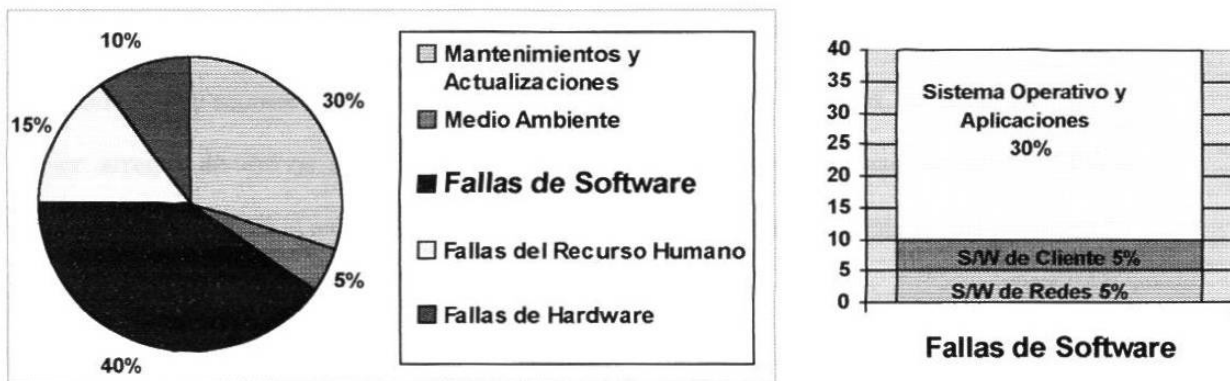 10%
30%
15%
5%
40%
Mantenimientos y
Actualizaciones
Medio Ambiente
Fallas de Software
Fallas del Recurso Humano
Fallas de Hardware
40
35
30
25
20
15
10
5
0
Sistema Operativo y
Aplicaciones
30%
S/W de Cliente 5%
S/W de Redes 5%
Fallas de Software